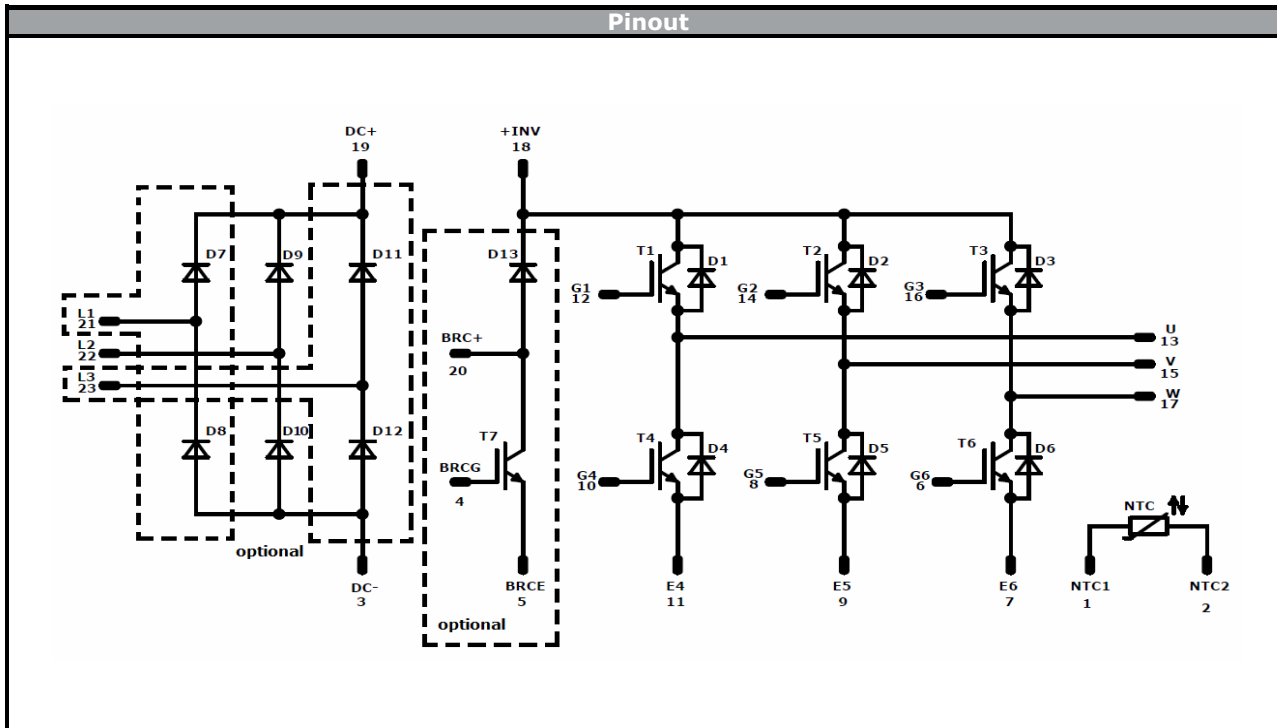 Pinout
DC+
19
+INV
18
D7
D9
D11
D13
T1
D1
T2
D2
T3
D3
G1
12
G2
14
G3
16
L1
21
L2
22
L3
23
BRC+
20
U
13
V
15
W
17
D8
D10
D12
T7
T4
D4
T5
D5
T6
D6
BRCG
4
G4
10
G5
8
G6
6
NTC
optional
DC-
3
BRCE
5
E4
11
E5
9
E6
7
NTC1
1
NTC2
2
optional